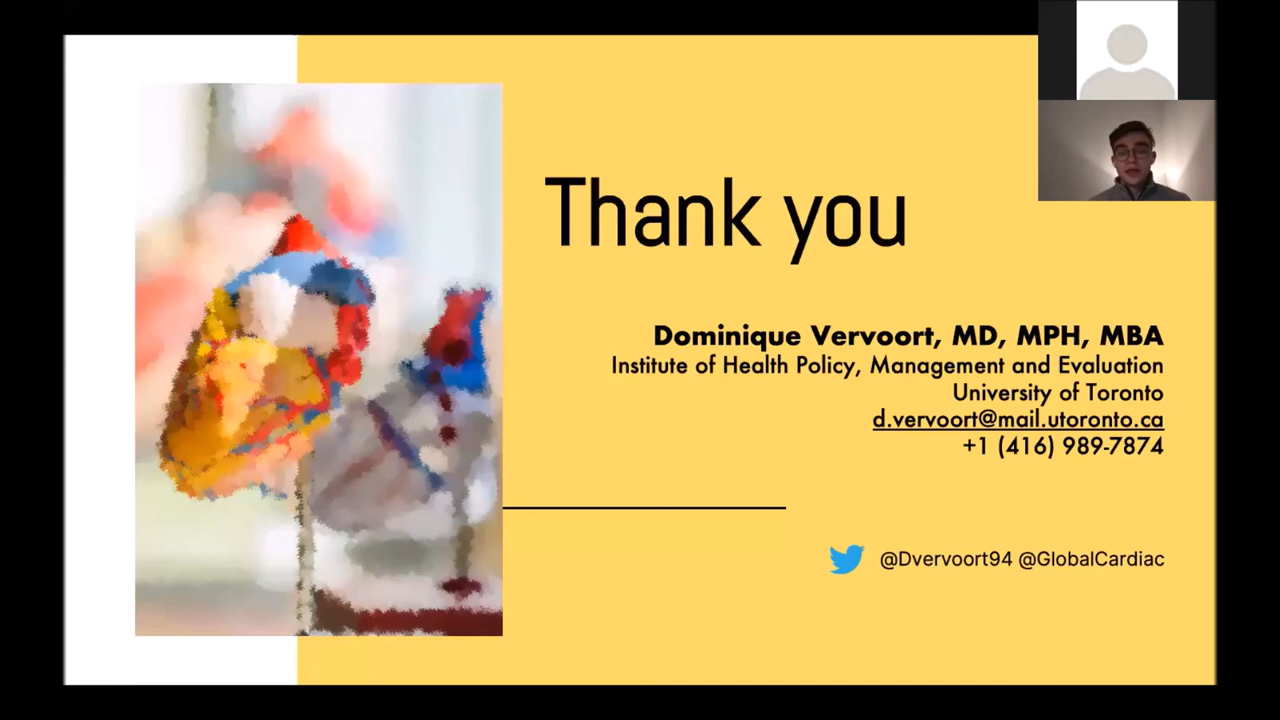 Thank you
Dominique Vervoort, MD, MPH, MBA
Institute of Health Policy, Management and Evaluation
University of Toronto
d.vervoort@mail.utoronto.ca
+1 (416) 989-7874
@Dvervoort94 @GlobalCardiac